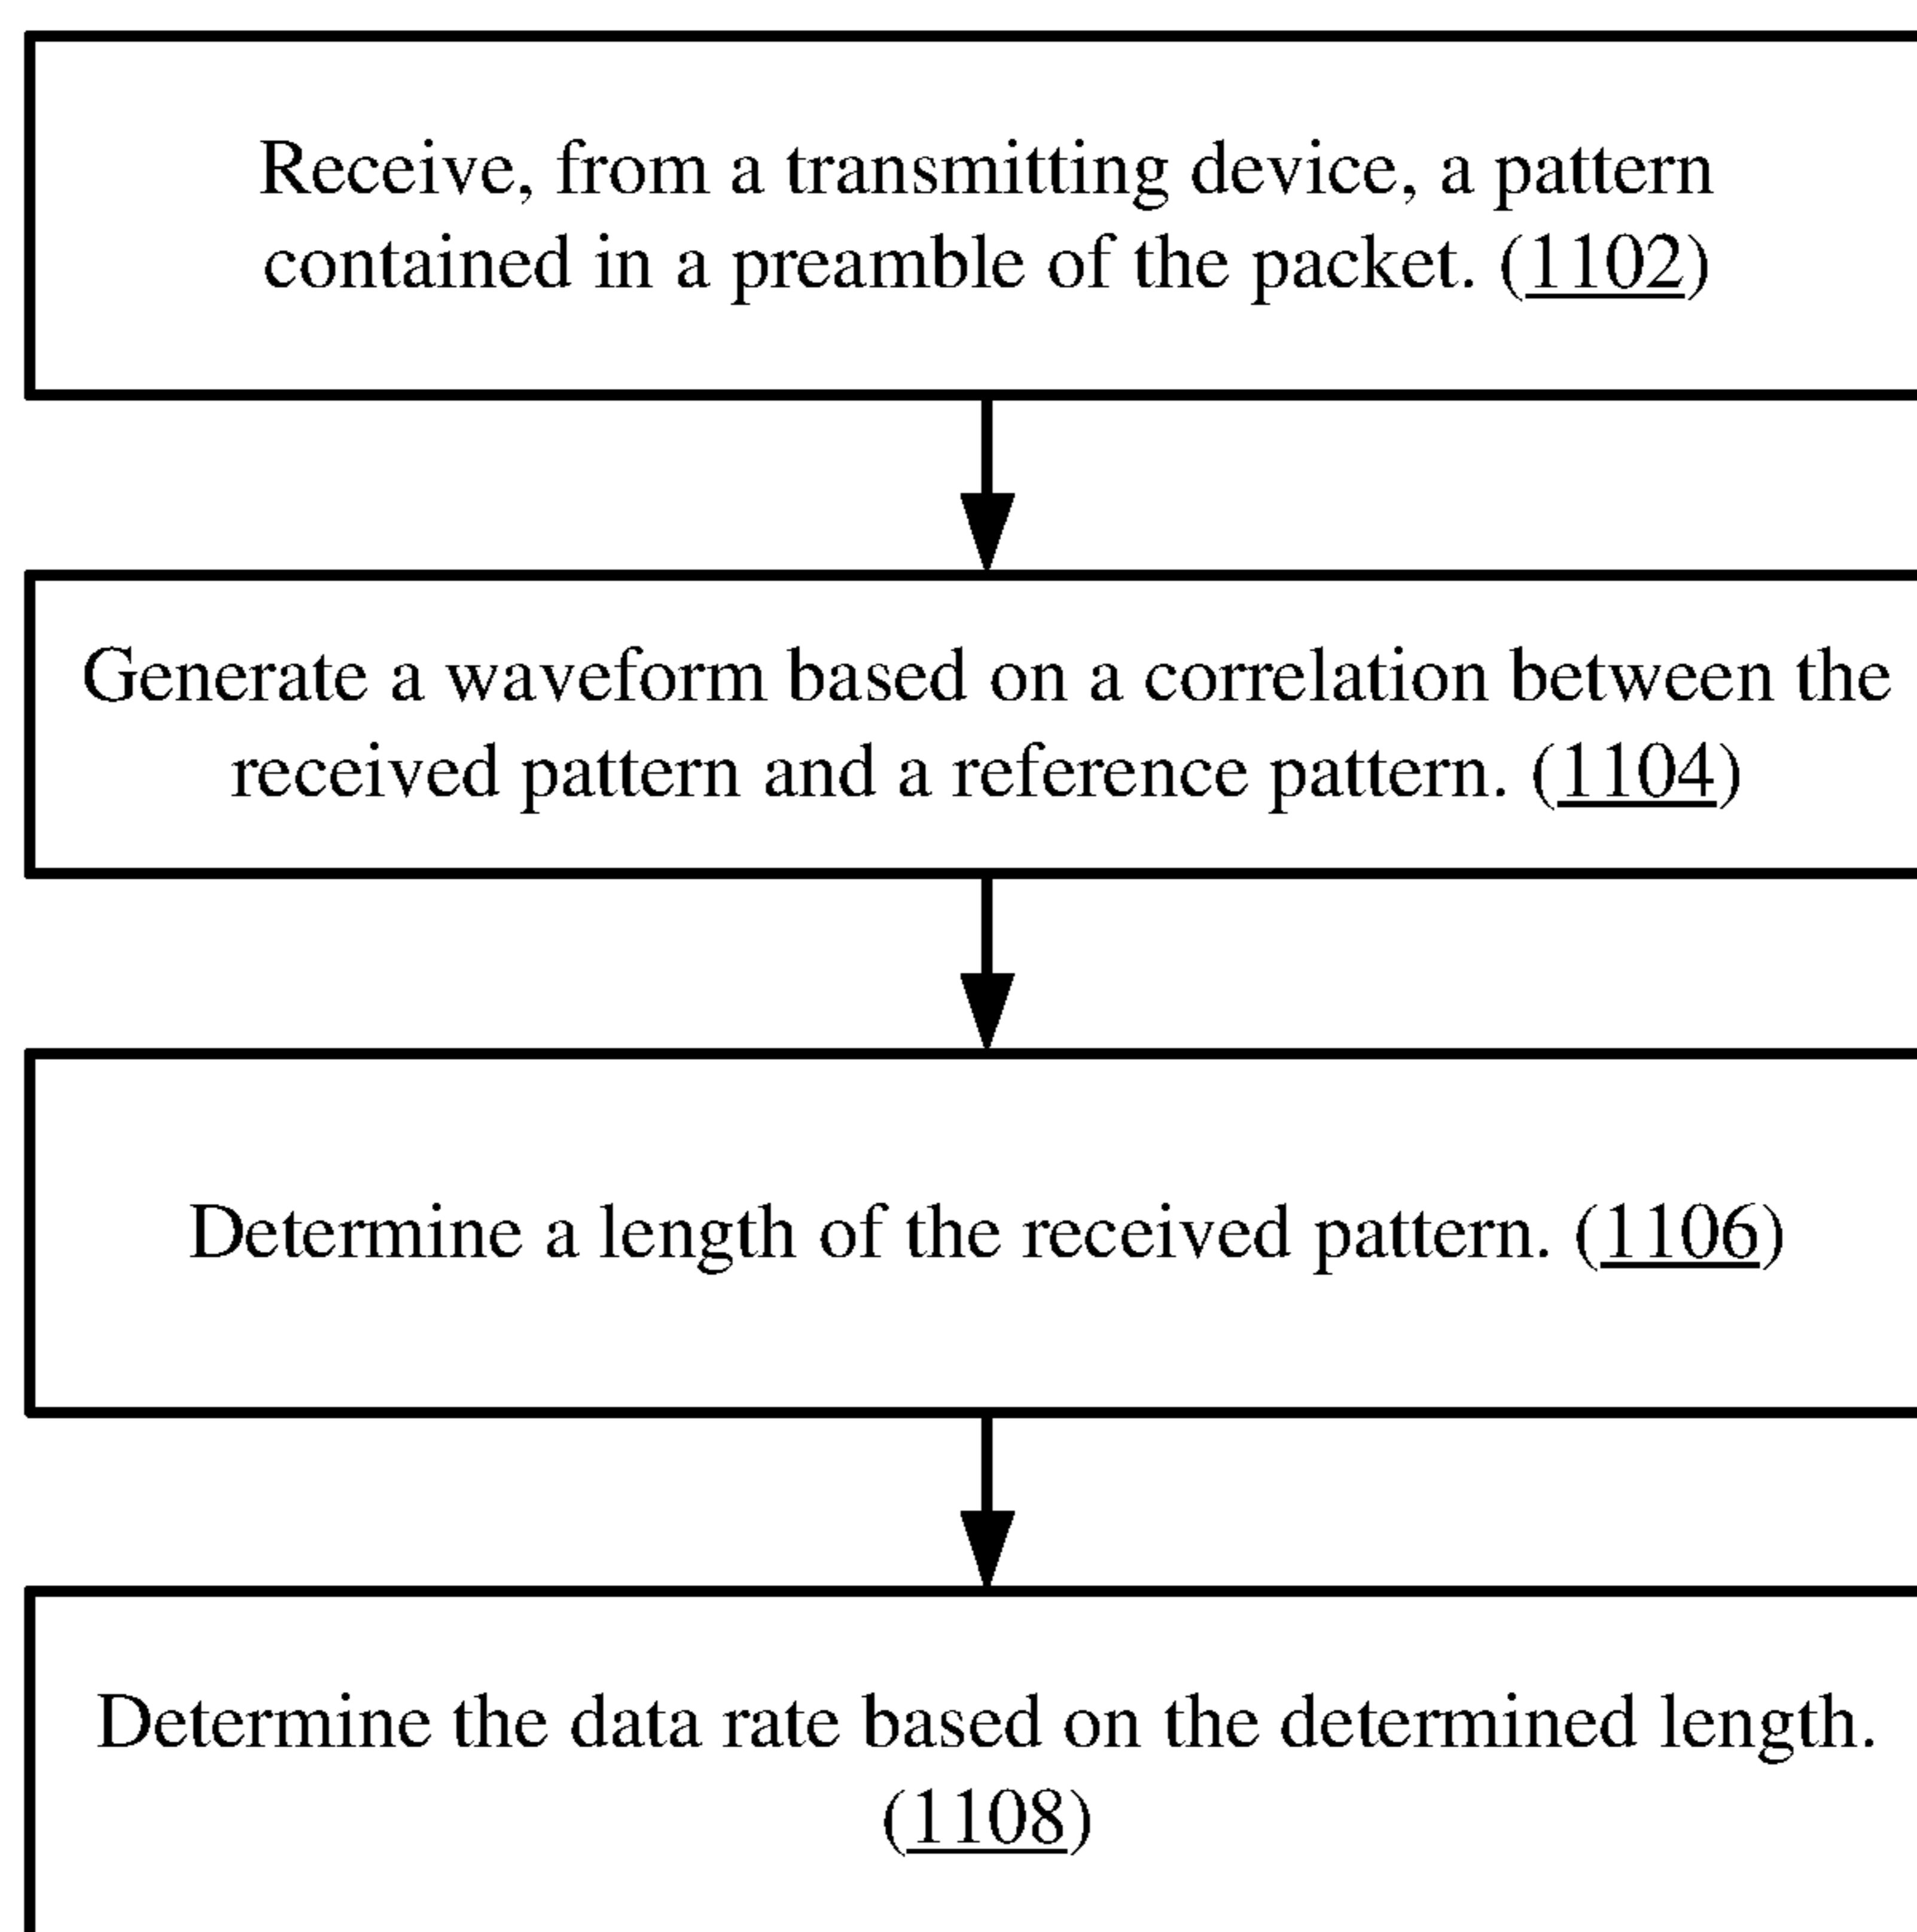 Receive, from a transmitting device, a pattern
contained in a preamble of the packet. (1102)
Generate a waveform based on a correlation between the
received pattern and a reference pattern. (1104)
Determine a length of the received pattern. (1106)
Determine the data rate based on the determined length.
(1108)